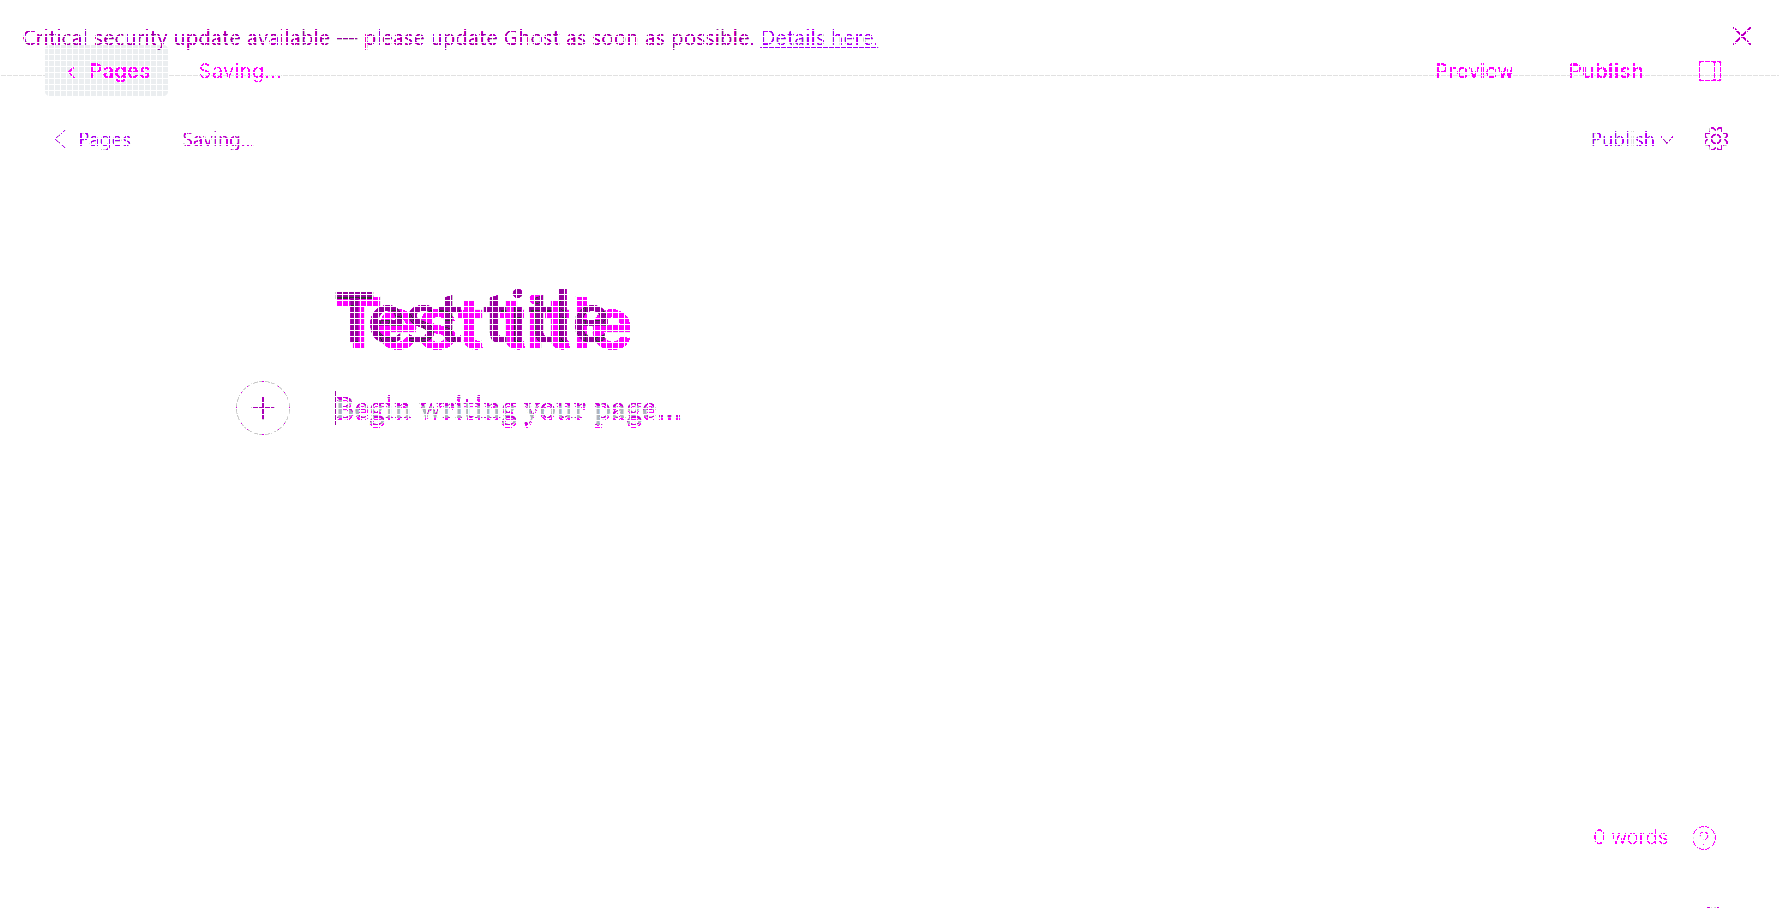 Critical security update available — please update Ghost as soon as possible. Details here.
Pages Saving... Preview Publish
Pages Saving... Publish
Test title
Begin writing your page...
0 words ?